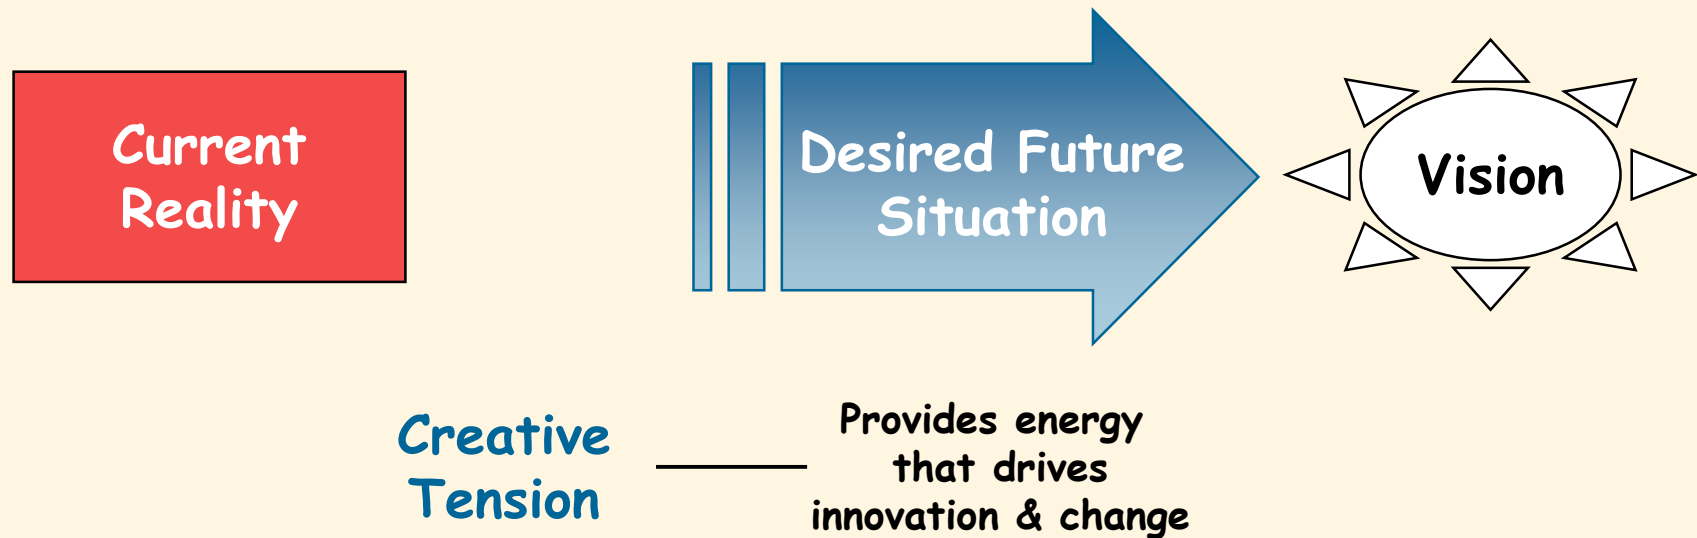 Current
Reality
Desired Future
Situation
Vision
Creative
Tension
Provides energy
that drives
innovation & change